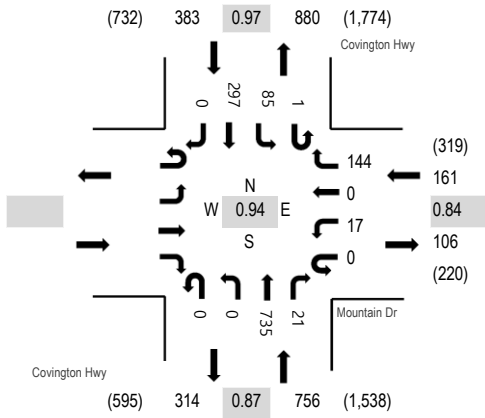 (732) 383 0.97 880 (1,774)
Covington Hwy
0 297 85 1
(319)
144 161
N 0
W 0.94 E 0.84
S 17 106
0 (220)
0 0 735 21
Mountain Dr
Covington Hwy
(595) 314 0.87 756 (1,538)